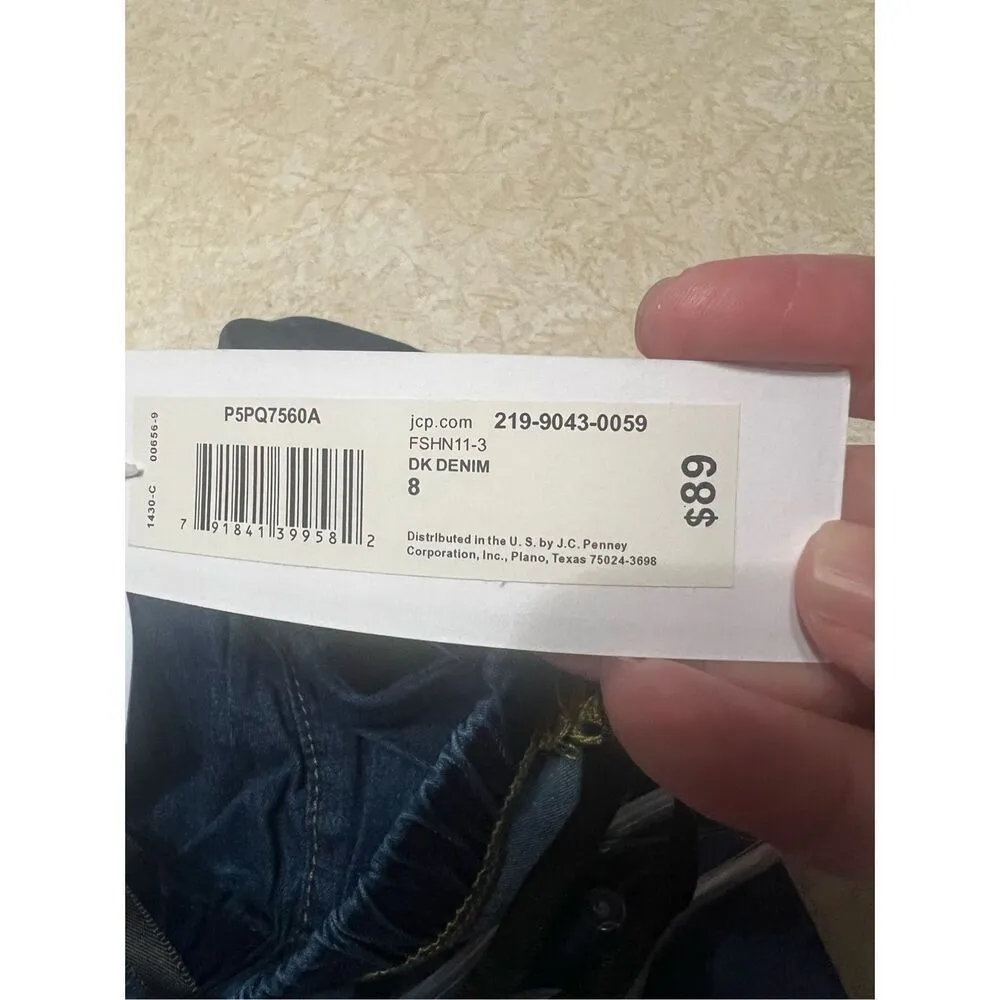 1430-C 00656-9
P5PQ7560A
7 91841 39958 2
jcp.com 219-9043-0059
FSHN11-3
DK DENIM
8
Distributed in the U. S. by J.C. Penney
Corporation, Inc., Plano, Texas 75024-3698
$89